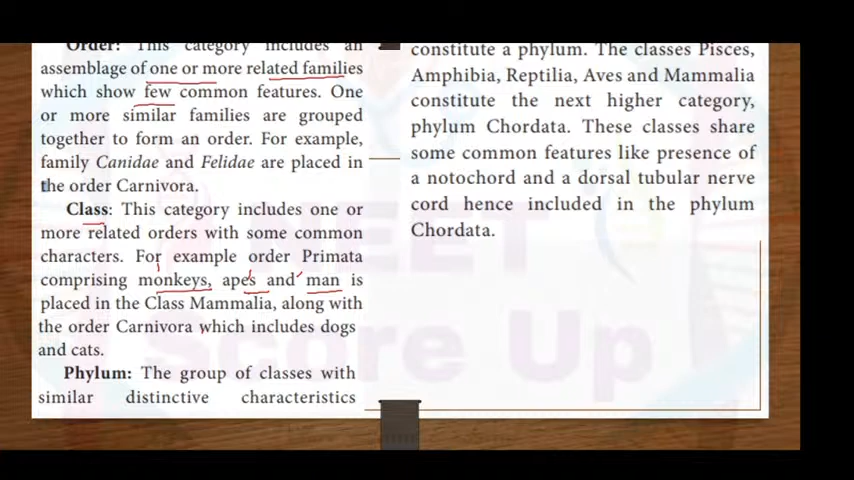 Order: This category includes an
assemblage of one or more related families
which show few common features. One
or more similar families are grouped
together to form an order. For example,
family Canidae and Felidae are placed in
the order Carnivora.
Class: This category includes one or
more related orders with some common
characters. For example order Primata
comprising monkeys, apes and man is
placed in the Class Mammalia, along with
the order Carnivora which includes dogs
and cats.
Phylum: The group of classes with
similar distinctive characteristics
constitute a phylum. The classes Pisces,
Amphibia, Reptilia, Aves and Mammalia
constitute the next higher category,
phylum Chordata. These classes share
some common features like presence of
a notochord and a dorsal tubular nerve
cord hence included in the phylum
Chordata.
NEET
Score Up